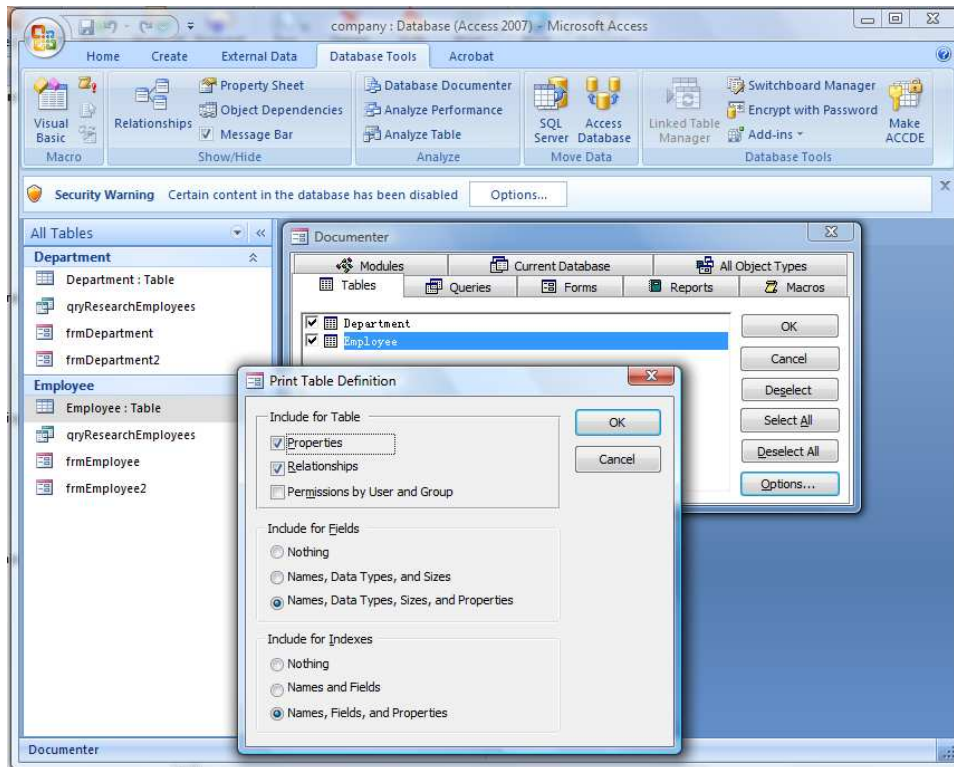 company : Database (Access 2007) - Microsoft Access
Home Create External Data Database Tools Acrobat
Visual Basic
Macro
Relationships
Property Sheet
Object Dependencies
Message Bar
Show/Hide
Database Documenter
Analyze Performance
Analyze Table
Analyze
SQL Server
Access Database
Move Data
Linked Table Manager
Switchboard Manager
Encrypt with Password
Add-ins
Make ACCDE
Database Tools
Security Warning Certain content in the database has been disabled Options...
All Tables
Department
Department : Table
qryResearchEmployees
frmDepartment
frmDepartment2
Employee
Employee : Table
qryResearchEmployees
frmEmployee
frmEmployee2
Documenter
Modules Current Database All Object Types
Tables Queries Forms Reports Macros
Department
Employee
OK
Cancel
Deselect
Select All
Deselect All
Options...
Print Table Definition
Include for Table
Properties
Relationships
Permissions by User and Group
OK
Cancel
Include for Fields
Nothing
Names, Data Types, and Sizes
Names, Data Types, Sizes, and Properties
Include for Indexes
Nothing
Names and Fields
Names, Fields, and Properties
Documenter